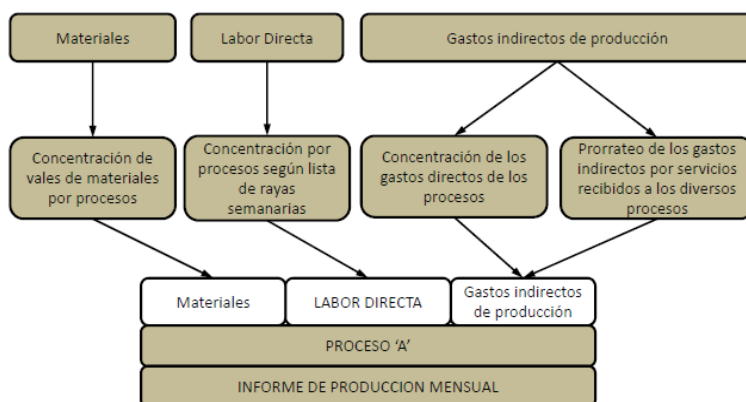 Materiales
Labor Directa
Gastos indirectos de producción
Concentración de
vales de materiales
por procesos
Concentración por
procesos según lista
de rayas
semanarias
Concentración de los
gastos directos de los
procesos
Prorrateo de los gastos
indirectos por servicios
recibidos a los diversos
procesos
Materiales
LABOR DIRECTA
Gastos indirectos
de producción
PROCESO ‘A’
INFORME DE PRODUCCION MENSUAL